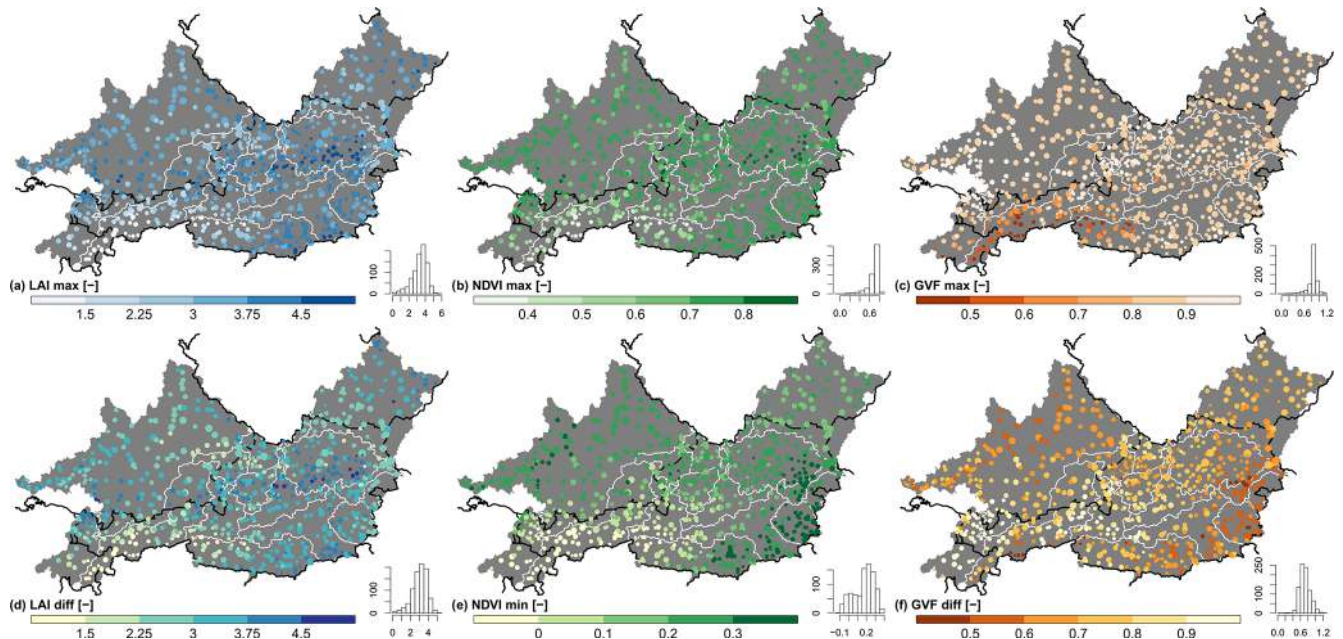 (a) LAI max [–]
1.5 2.25 3 3.75 4.5
0 100
0 2 4 6
(b) NDVI max [–]
0.4 0.5 0.6 0.7 0.8
0 300
0.0 0.6
(c) GVF max [–]
0.5 0.6 0.7 0.8 0.9
0 200 500
0.0 0.6 1.2
(d) LAI diff [–]
1.5 2.25 3 3.75 4.5
0 100
0 2 4
(e) NDVI min [–]
0 0.1 0.2 0.3
0 100
−0.1 0.2
(f) GVF diff [–]
0.5 0.6 0.7 0.8 0.9
0 100 250
0.0 0.6 1.2